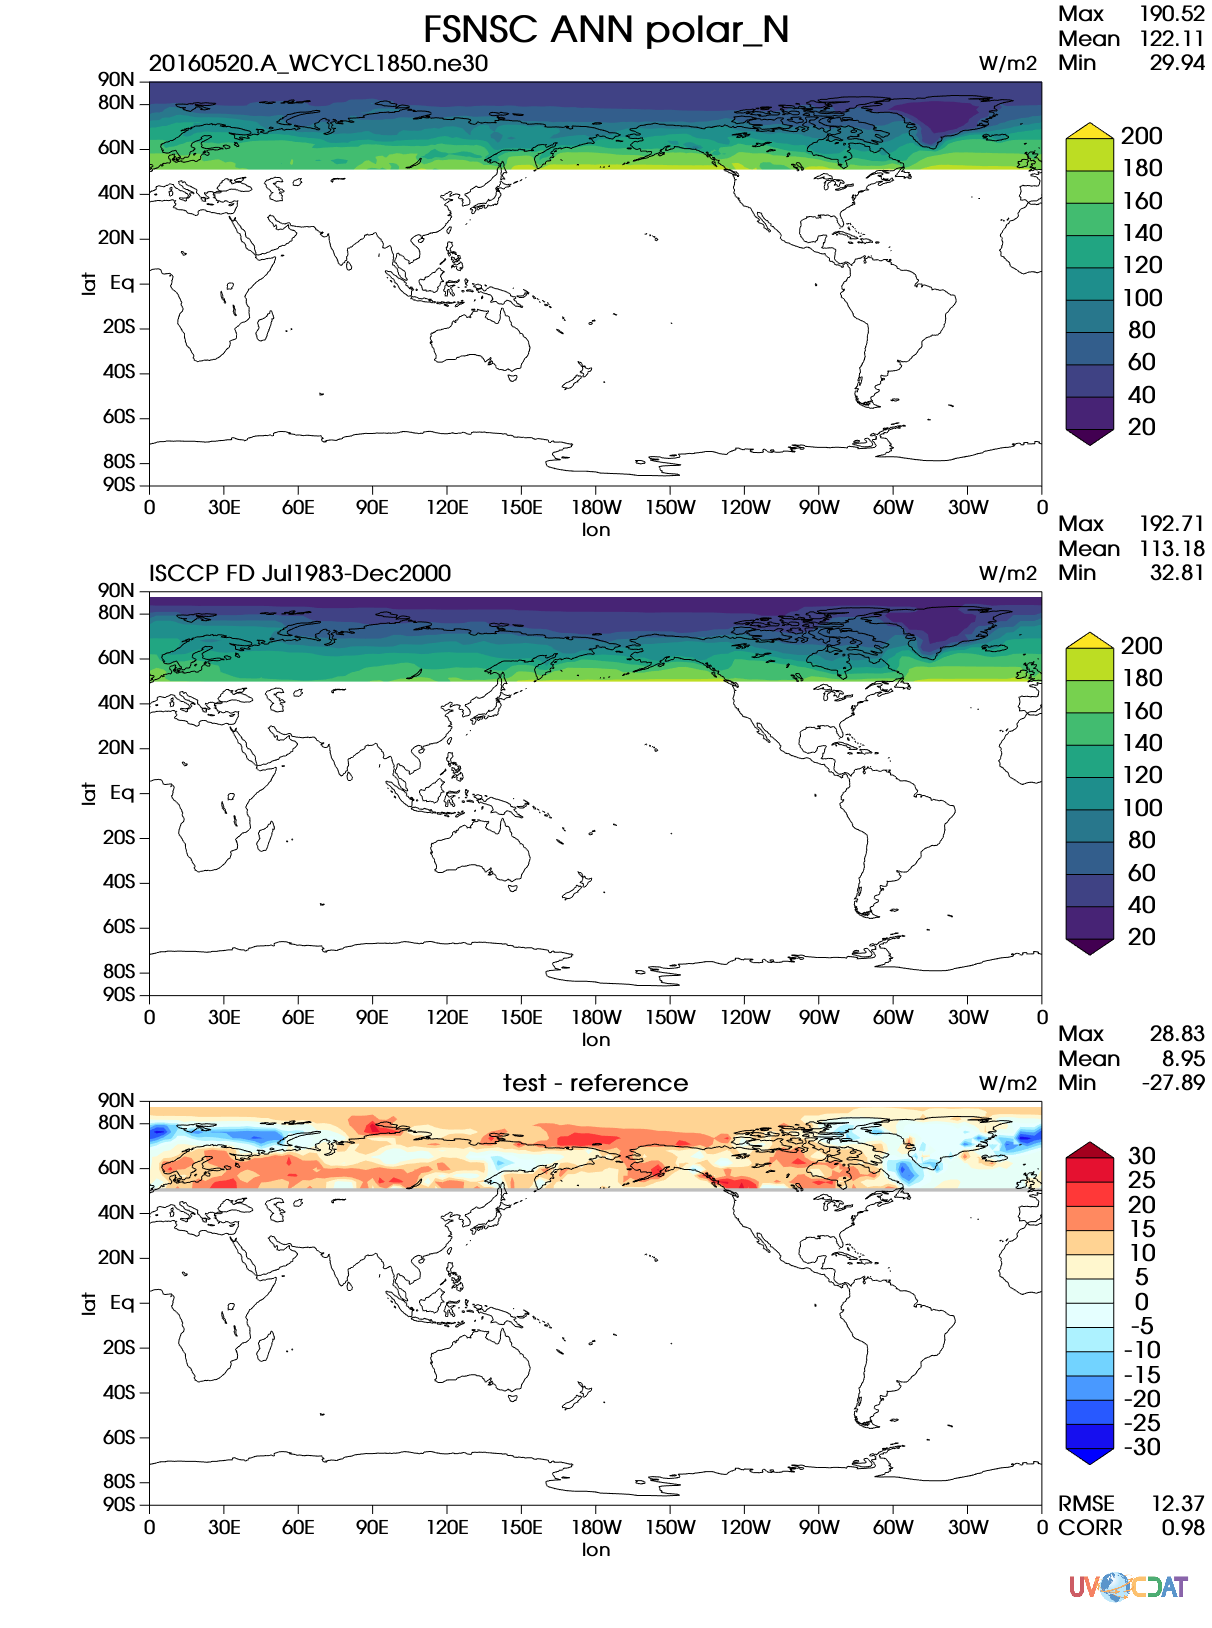 FSNSC ANN polar_N
Max 190.52
Mean 122.11
Min 29.94
20160520.A_WCYCL1850.ne30
W/m2
90N
80N
60N
40N
20N
Eq
20S
40S
60S
80S
90S
lat
0 30E 60E 90E 120E 150E 180W 150W 120W 90W 60W 30W 0
lon
200
180
160
140
120
100
80
60
40
20
Max 192.71
Mean 113.18
Min 32.81
ISCCP FD Jul1983-Dec2000
W/m2
90N
80N
60N
40N
20N
Eq
20S
40S
60S
80S
90S
lat
0 30E 60E 90E 120E 150E 180W 150W 120W 90W 60W 30W 0
lon
200
180
160
140
120
100
80
60
40
20
Max 28.83
Mean 8.95
Min -27.89
test - reference
W/m2
90N
80N
60N
40N
20N
Eq
20S
40S
60S
80S
90S
lat
0 30E 60E 90E 120E 150E 180W 150W 120W 90W 60W 30W 0
lon
30
25
20
15
10
5
0
-5
-10
-15
-20
-25
-30
RMSE 12.37
CORR 0.98
UV CDAT